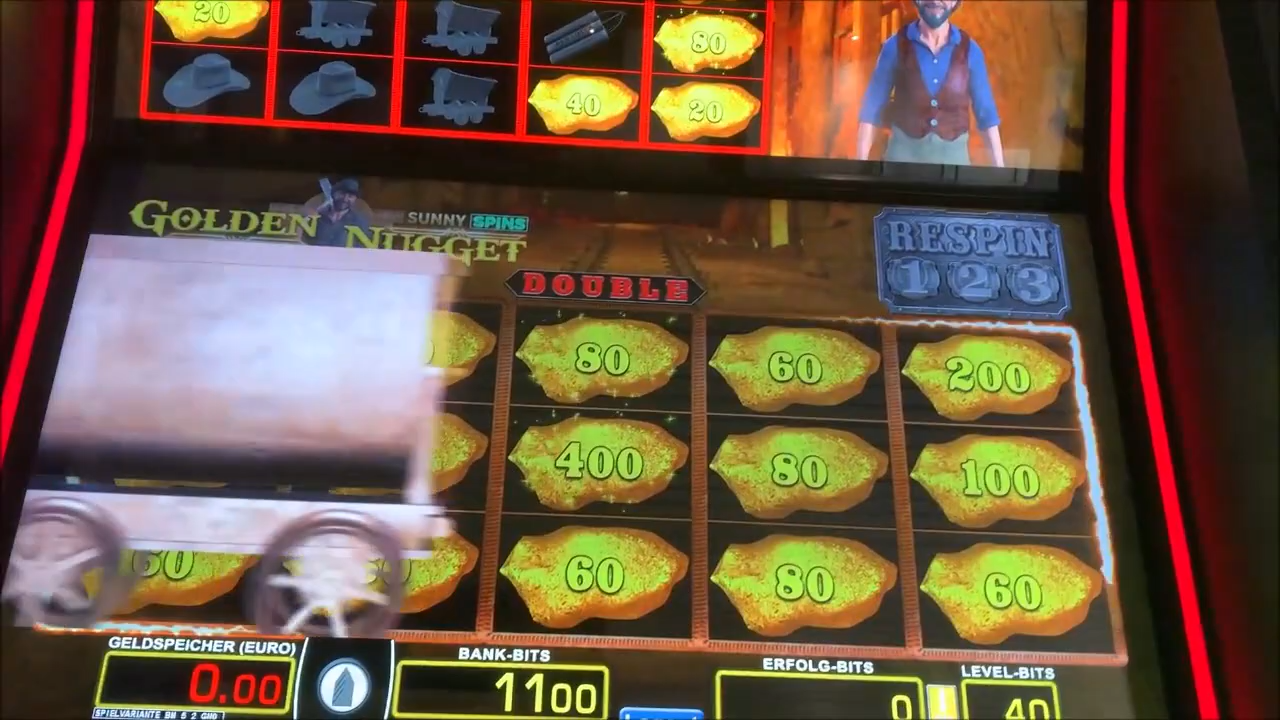 20
80
40 20
GOLDEN
NUGGET
SUNNY SPINS
DOUBLE
RESPIN
1 2 3
80 60 200
400 80 100
60 80 60
GELDSPEICHER (EURO)
0.00
BANK-BITS
1100
ERFOLG-BITS
0
LEVEL-BITS
40